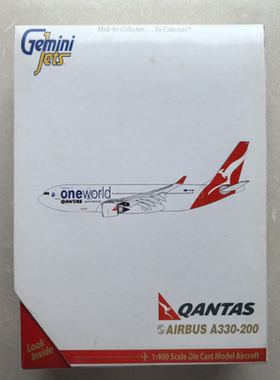 Gemini
Jets
Made for Collectors ... By Collectors™
oneworld
QANTAS
QANTAS
AIRBUS A330-200
Look
Inside
1:400 Scale Die Cast Model Aircraft